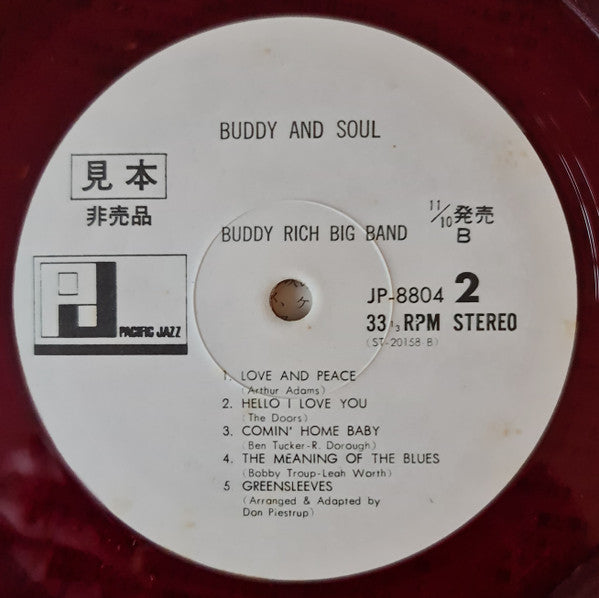 BUDDY AND SOUL
見本
非売品
BUDDY RICH BIG BAND
11/10発売
B
PJ
PACIFIC JAZZ
JP-8804 2
33 1/3 RPM STEREO
(ST-20158 B)
1. LOVE AND PEACE
(Arthur Adams)
2. HELLO I LOVE YOU
(The Doors)
3. COMIN' HOME BABY
(Ben Tucker-R. Dorough)
4. THE MEANING OF THE BLUES
(Bobby Troup-Leah Worth)
5 GREENSLEEVES
(Arranged & Adapted by
Don Piestrup)